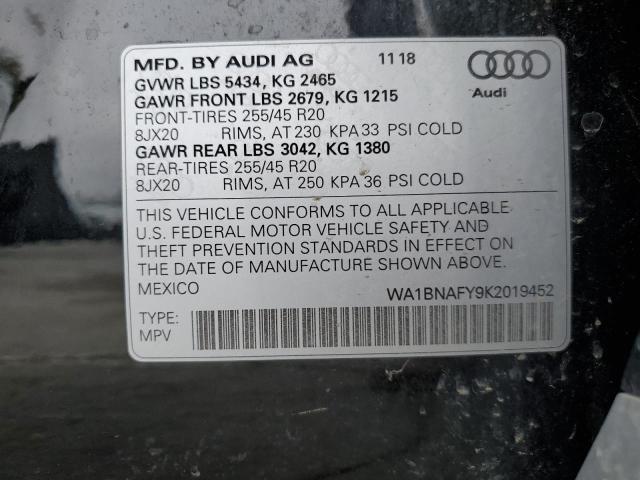 MFD. BY AUDI AG 11 18
GVWR LBS 5434, KG 2465
GAWR FRONT LBS 2679, KG 1215
FRONT-TIRES 255/45 R20
8JX20 RIMS, AT 230 KPA 33 PSI COLD
GAWR REAR LBS 3042, KG 1380
REAR-TIRES 255/45 R20
8JX20 RIMS, AT 250 KPA 36 PSI COLD
Audi
THIS VEHICLE CONFORMS TO ALL APPLICABLE
U.S. FEDERAL MOTOR VEHICLE SAFETY AND
THEFT PREVENTION STANDARDS IN EFFECT ON
THE DATE OF MANUFACTURE SHOWN ABOVE.
MEXICO WA1BNAFY9K2019452
TYPE:
MPV